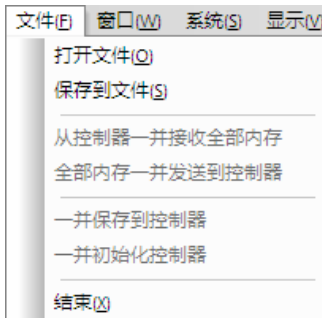 文件(F) 窗口(W) 系统(S) 显示(V
打开文件(O)
保存到文件(S)
从控制器一并接收全部内存
全部内存一并发送到控制器
一并保存到控制器
一并初始化控制器
结束(X)